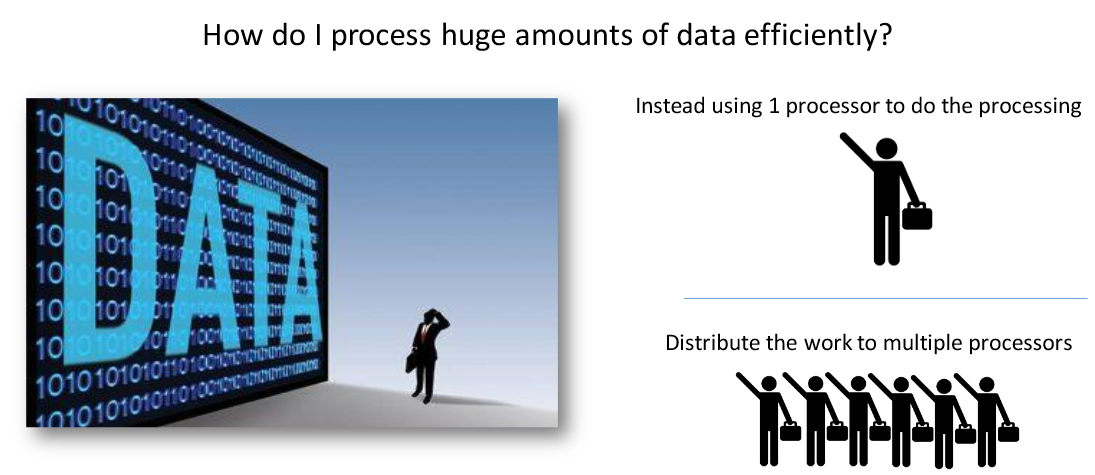 How do I process huge amounts of data efficiently?
DATA
Instead using 1 processor to do the processing
Distribute the work to multiple processors